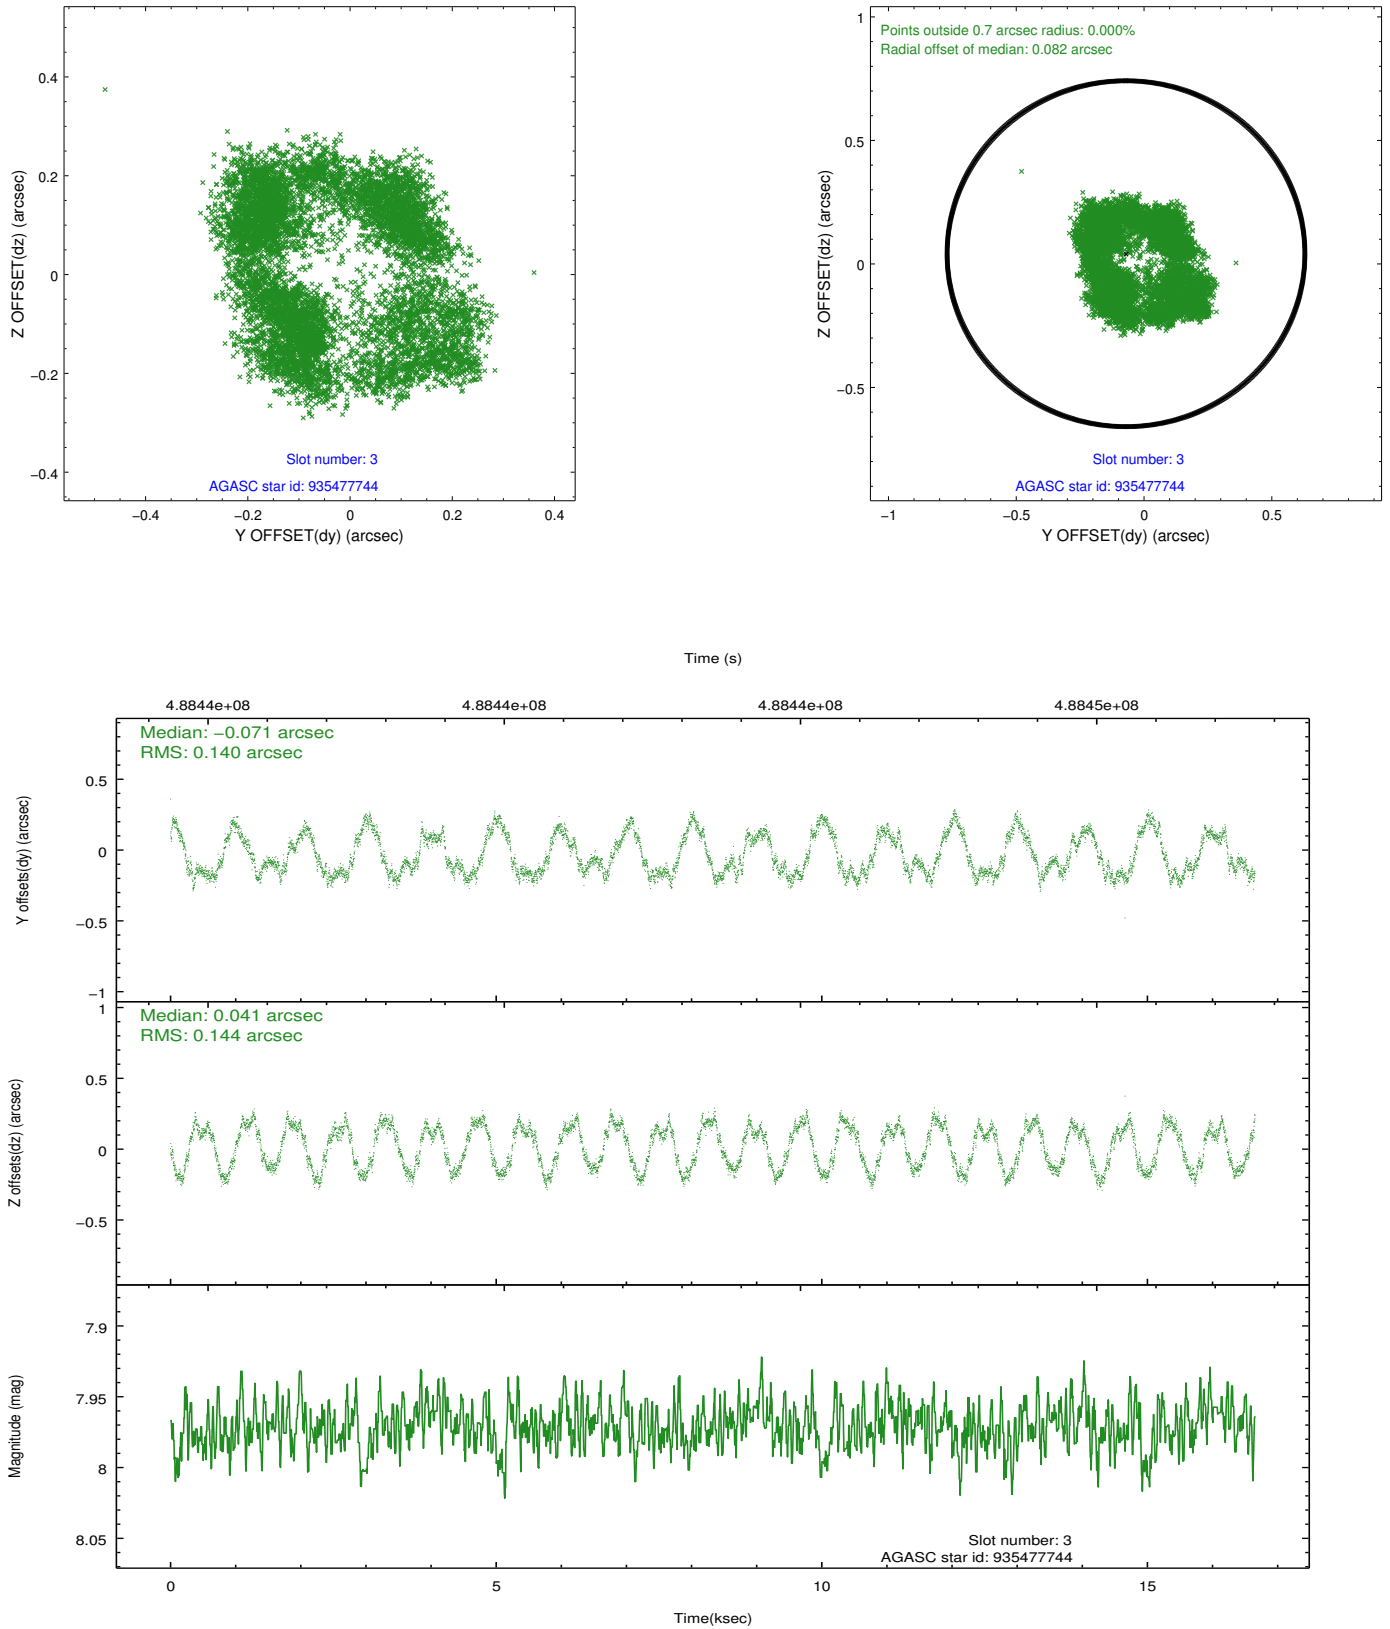 0.4
0.2
0
−0.2
−0.4
Z OFFSET(dz) (arcsec)
Slot number: 3
AGASC star id: 935477744
−0.4
−0.2
0
0.2
0.4
Y OFFSET(dy) (arcsec)
Points outside 0.7 arcsec radius: 0.000%
Radial offset of median: 0.082 arcsec
1
0.5
0
−0.5
Z OFFSET(dz) (arcsec)
Slot number: 3
AGASC star id: 935477744
−1
−0.5
0
0.5
Y OFFSET(dy) (arcsec)
Time (s)
4.8844e+08
4.8844e+08
4.8844e+08
4.8845e+08
Median: −0.071 arcsec
RMS: 0.140 arcsec
0.5
0
−0.5
−1
Y offsets(dy) (arcsec)
Median: 0.041 arcsec
RMS: 0.144 arcsec
1
0.5
0
−0.5
Z offsets(dz) (arcsec)
7.9
7.95
8
8.05
Magnitude (mag)
Slot number: 3
AGASC star id: 935477744
0
5
10
15
Time(ksec)